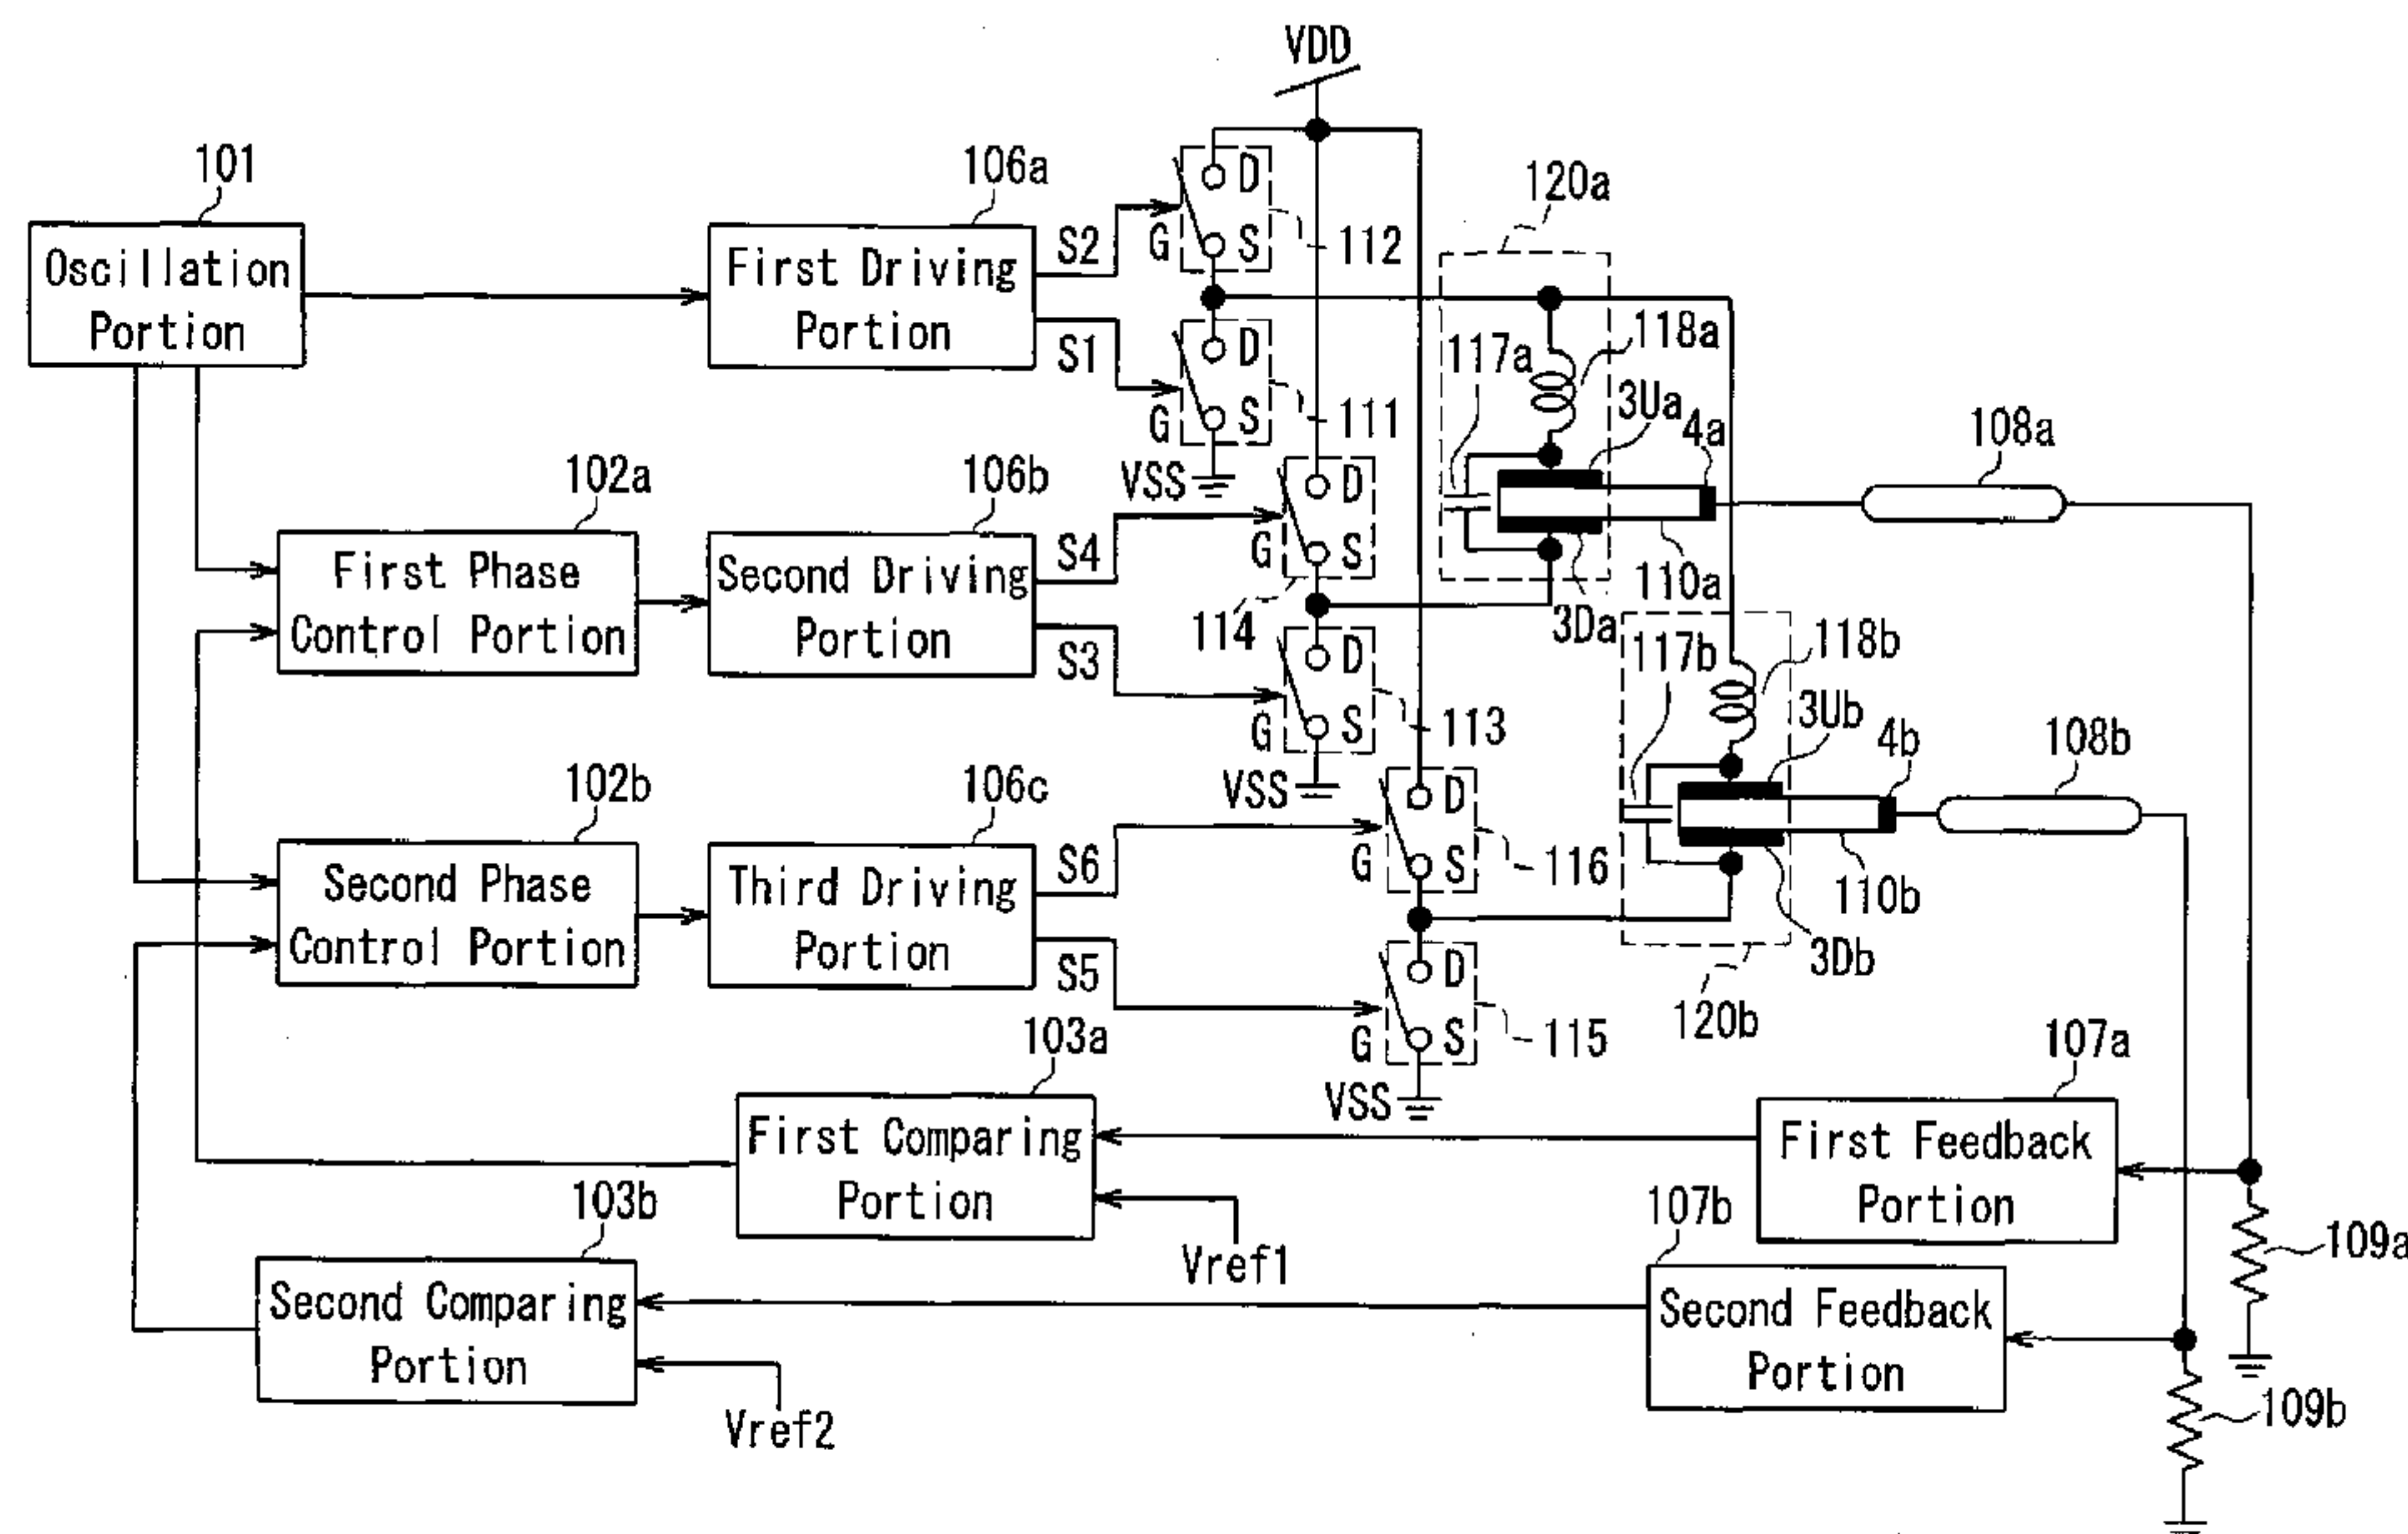 VDD
101
106a
120a
Oscillation
Portion
First Driving
Portion
S2
S1
G
D
S
112
G
D
S
111
VSS
117a
118a
3Ua
4a
108a
110a
3Da
102a
106b
First Phase
Control Portion
Second Driving
Portion
S4
S3
G
D
S
114
G
D
S
113
VSS
117b
118b
3Ub
4b
108b
110b
3Db
120b
102b
106c
Second Phase
Control Portion
Third Driving
Portion
S6
S5
G
D
S
116
G
D
S
115
VSS
103a
107a
First Comparing
Portion
First Feedback
Portion
109a
Vref1
103b
107b
Second Comparing
Portion
Second Feedback
Portion
109b
Vref2